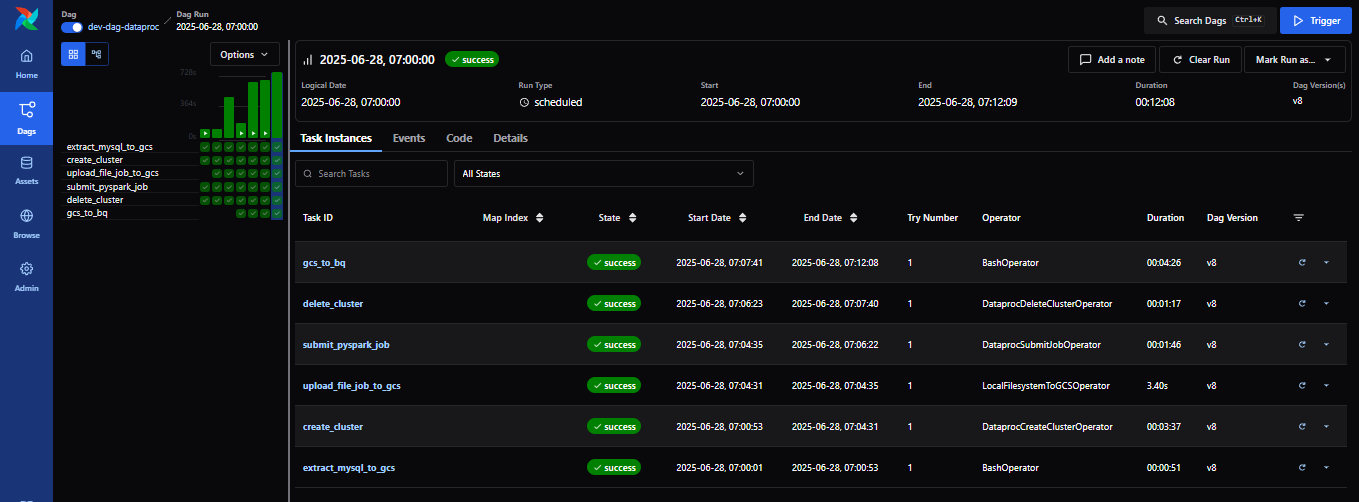 Dag
dev-dag-dataproc
/
Dag Run
2025-06-28, 07:00:00
Search Dags Ctrl+K
Trigger
Home
Dags
Assets
Browse
Admin
Options
728s
364s
0s
extract_mysql_to_gcs
create_cluster
upload_file_job_to_gcs
submit_pyspark_job
delete_cluster
gcs_to_bq
2025-06-28, 07:00:00 success
Add a note Clear Run Mark Run as...
Logical Date Run Type Start End Duration Dag Version(s)
2025-06-28, 07:00:00 scheduled 2025-06-28, 07:00:00 2025-06-28, 07:12:09 00:12:08 v8
Task Instances Events Code Details
Search Tasks All States
Task ID Map Index State Start Date End Date Try Number Operator Duration Dag Version
gcs_to_bq success 2025-06-28, 07:07:41 2025-06-28, 07:12:08 1 BashOperator 00:04:26 v8
delete_cluster success 2025-06-28, 07:06:23 2025-06-28, 07:07:40 1 DataprocDeleteClusterOperator 00:01:17 v8
submit_pyspark_job success 2025-06-28, 07:04:35 2025-06-28, 07:06:22 1 DataprocSubmitJobOperator 00:01:46 v8
upload_file_job_to_gcs success 2025-06-28, 07:04:31 2025-06-28, 07:04:35 1 LocalFilesystemToGCSOperator 3.40s v8
create_cluster success 2025-06-28, 07:00:53 2025-06-28, 07:04:31 1 DataprocCreateClusterOperator 00:03:37 v8
extract_mysql_to_gcs success 2025-06-28, 07:00:01 2025-06-28, 07:00:53 1 BashOperator 00:00:51 v8